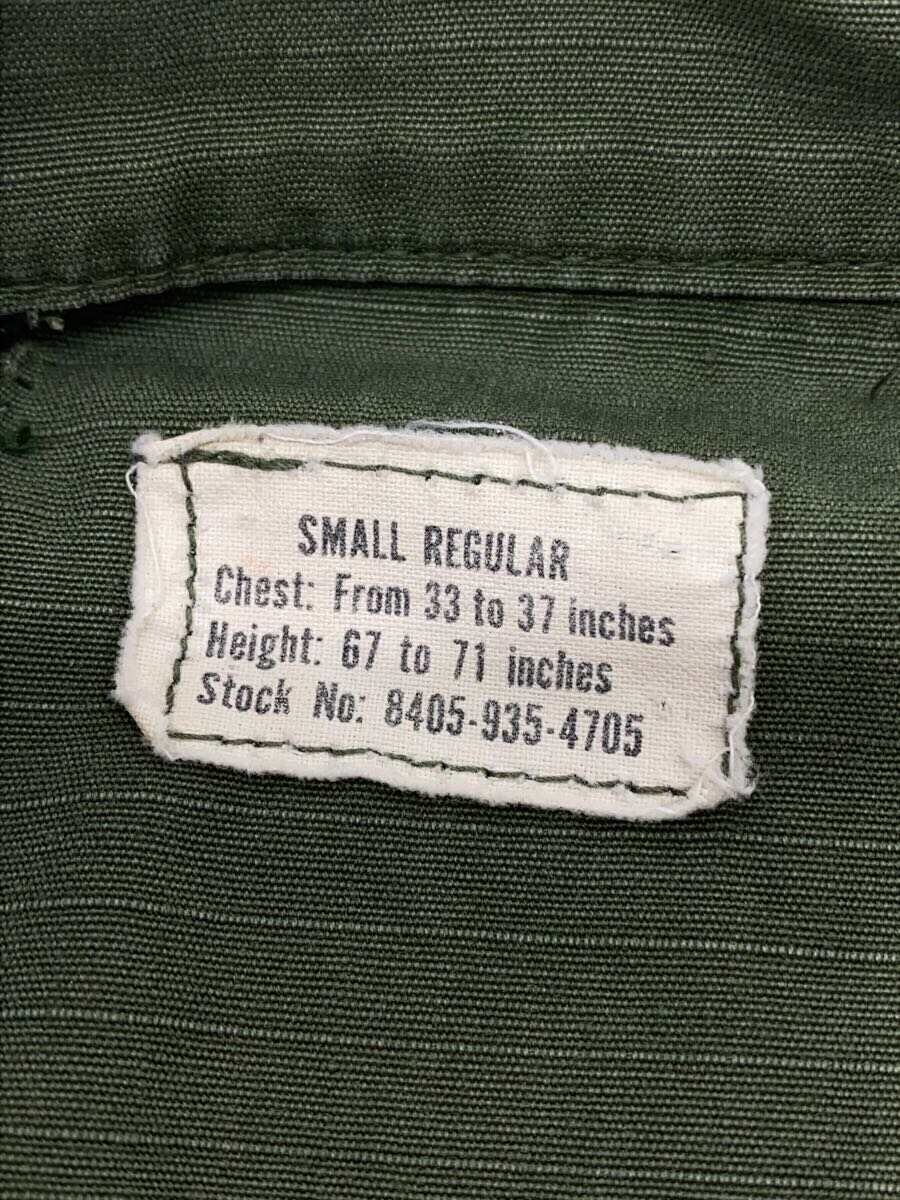 SMALL REGULAR
Chest: From 33 to 37 inches
Height: 67 to 71 inches
Stock No: 8405-935-4705